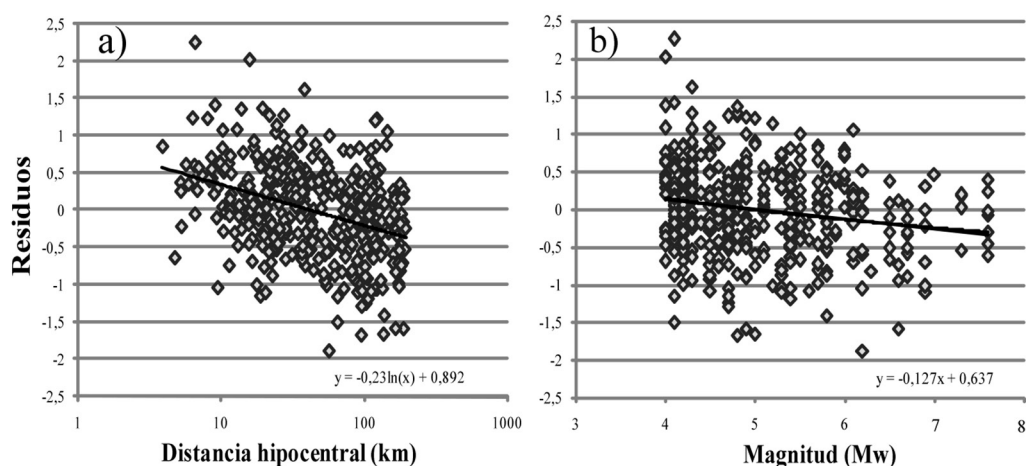 a)
Residuos
2,5
2
1,5
1
0,5
0
-0,5
-1
-1,5
-2
-2,5
y = -0,23ln(x) + 0,892
1 10 100 1000
Distancia hipocentral (km)
b)
2,5
2
1,5
1
0,5
0
-0,5
-1
-1,5
-2
-2,5
y = -0,127x + 0,637
3 4 5 6 7 8
Magnitud (Mw)